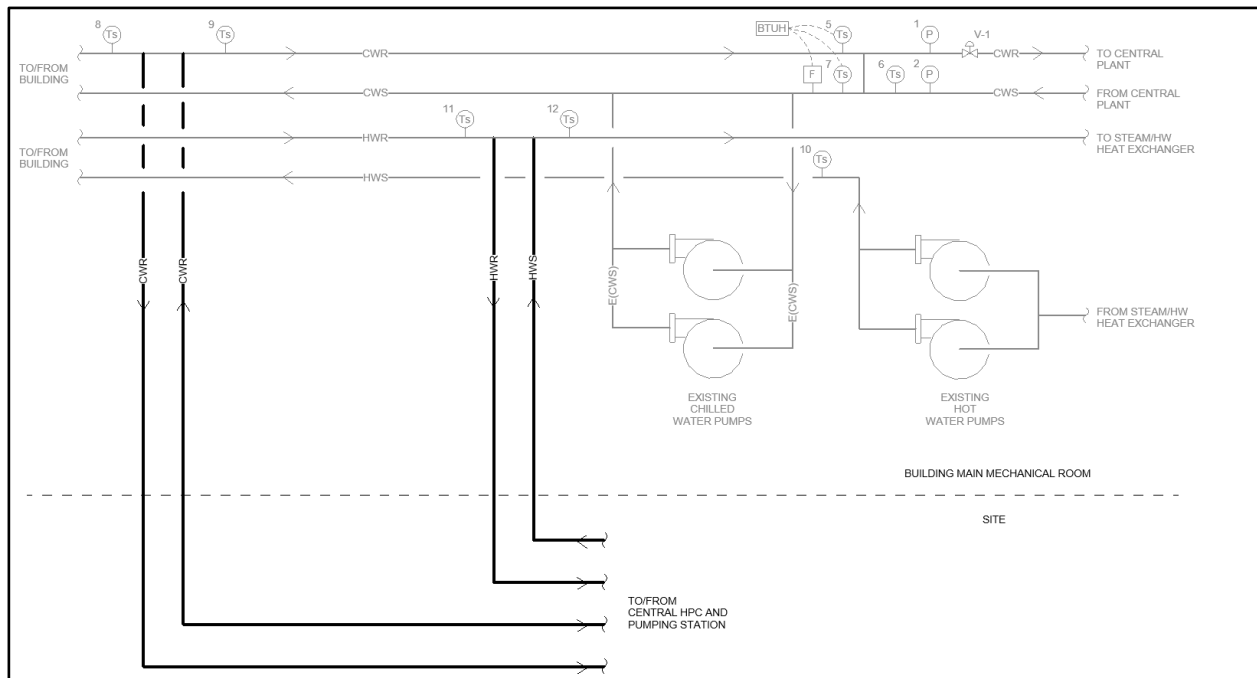 8
Ts
9
Ts
BTUH
5
Ts
1
P
V-1
CWR
CWR
TO CENTRAL
PLANT
TO/FROM
BUILDING
F
7
Ts
6
Ts
2
P
CWS
CWS
FROM CENTRAL
PLANT
11
Ts
12
Ts
HWR
TO STEAM/HW
HEAT EXCHANGER
TO/FROM
BUILDING
10
Ts
HWS
CWR
CWR
HWR
HWS
E(CWS)
E(CWS)
FROM STEAM/HW
HEAT EXCHANGER
EXISTING
CHILLED
WATER PUMPS
EXISTING
HOT
WATER PUMPS
BUILDING MAIN MECHANICAL ROOM
SITE
TO/FROM
CENTRAL HPC AND
PUMPING STATION